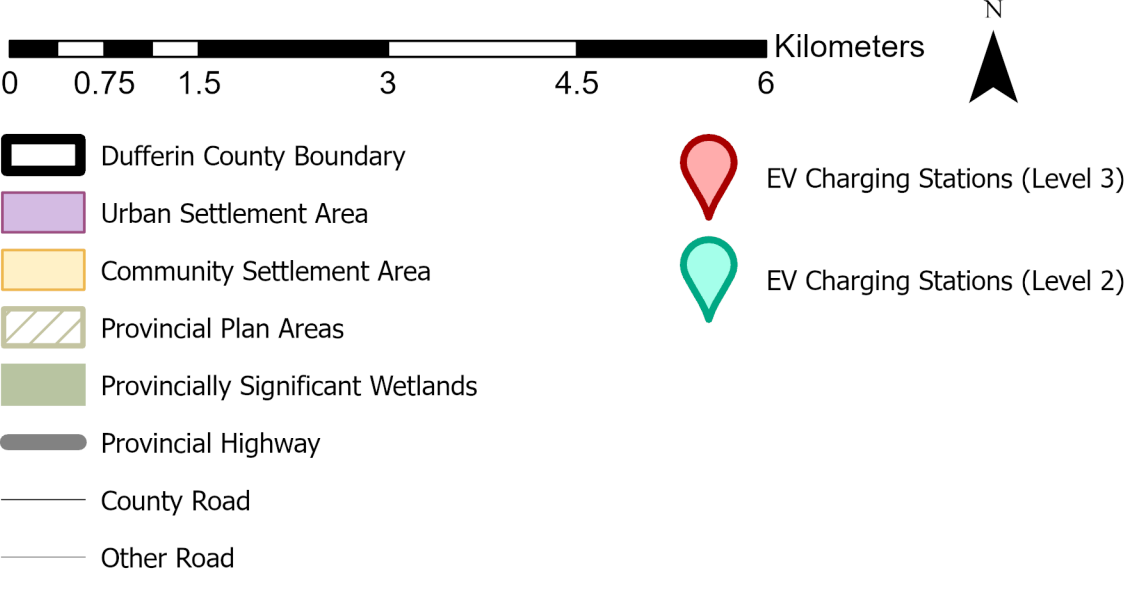 N
Kilometers
0 0.75 1.5 3 4.5 6
Dufferin County Boundary
Urban Settlement Area
Community Settlement Area
Provincial Plan Areas
Provincially Significant Wetlands
Provincial Highway
County Road
Other Road
EV Charging Stations (Level 3)
EV Charging Stations (Level 2)